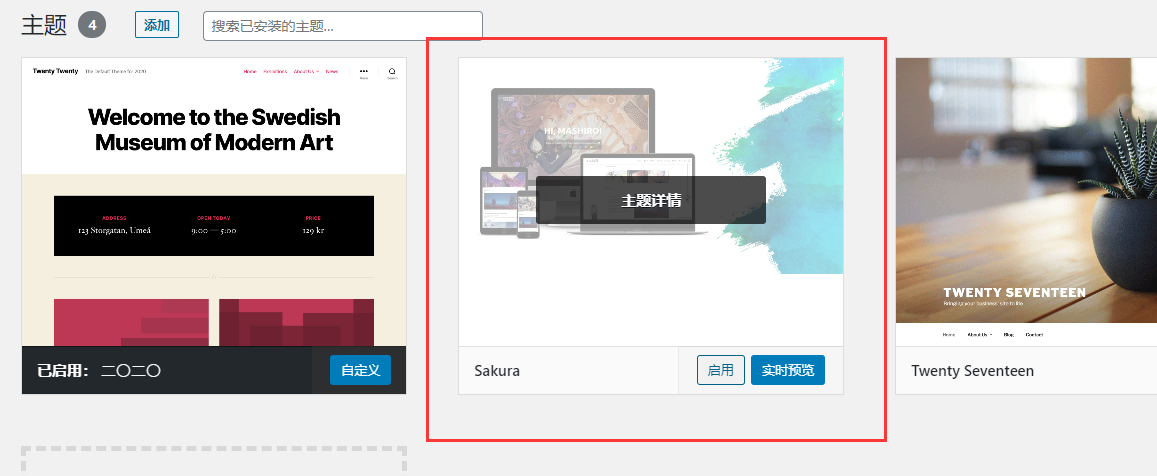 主题 4 添加 搜索已安装的主题...
Twenty Twenty The Default Theme for 2020 Home Exhibitions About Us News
Welcome to the Swedish
Museum of Modern Art
ADDRESS OPEN TODAY PRICE
123 Storgatan, Umeå 9:00 — 5:00 129 kr
已启用： 二〇二〇 自定义
HI, MASHIRO!
主题详情
Sakura 启用 实时预览
TWENTY SEVENTEEN
Bringing your business' site to life
Home About Us Blog Contact
Twenty Seventeen